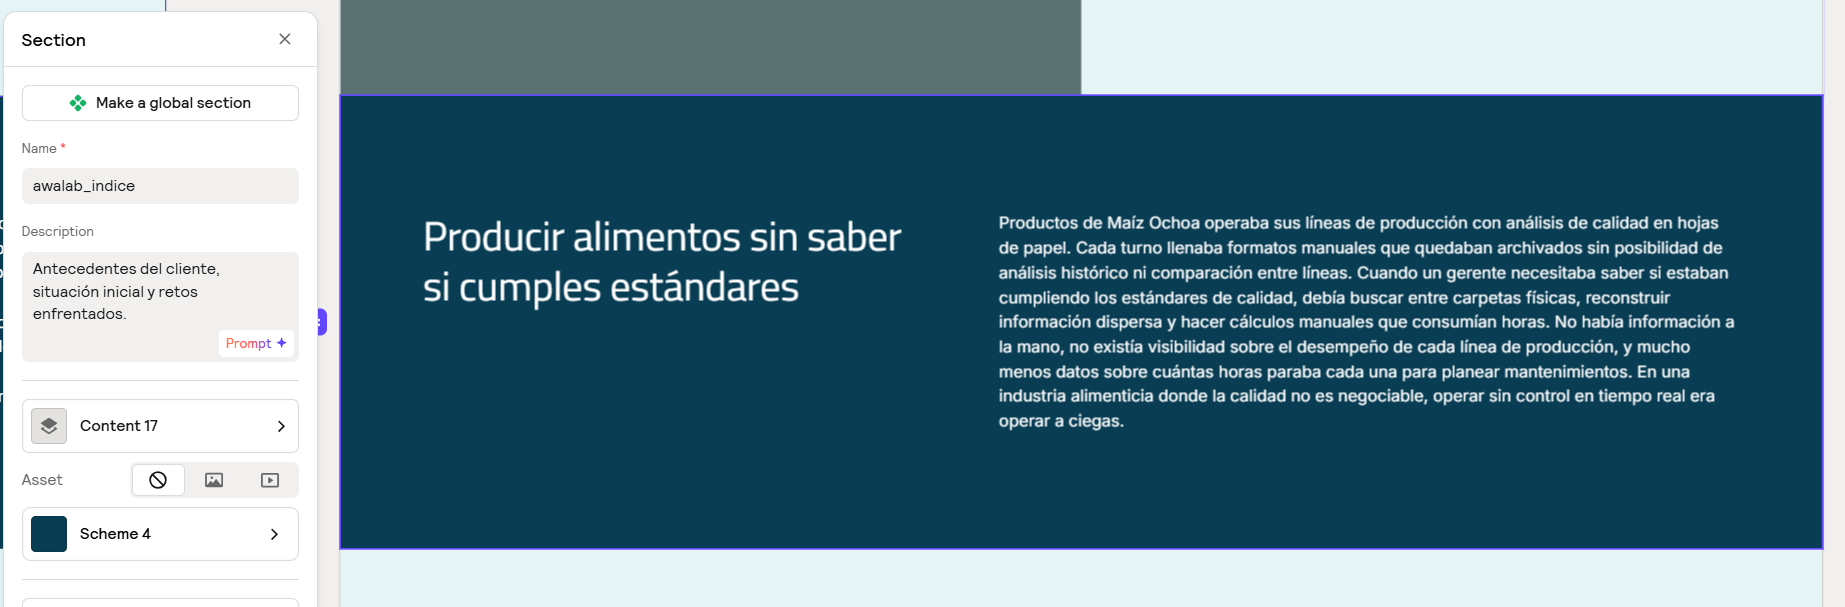 Section
Make a global section
Name *
awalab_indice
Description
Antecedentes del cliente,
situación inicial y retos
enfrentados.
Prompt
Content 17
Asset
Scheme 4
Producir alimentos sin saber
si cumples estándares
Productos de Maíz Ochoa operaba sus líneas de producción con análisis de calidad en hojas
de papel. Cada turno llenaba formatos manuales que quedaban archivados sin posibilidad de
análisis histórico ni comparación entre líneas. Cuando un gerente necesitaba saber si estaban
cumpliendo los estándares de calidad, debía buscar entre carpetas físicas, reconstruir
información dispersa y hacer cálculos manuales que consumían horas. No había información a
la mano, no existía visibilidad sobre el desempeño de cada línea de producción, y mucho
menos datos sobre cuántas horas paraba cada una para planear mantenimientos. En una
industria alimenticia donde la calidad no es negociable, operar sin control en tiempo real era
operar a ciegas.